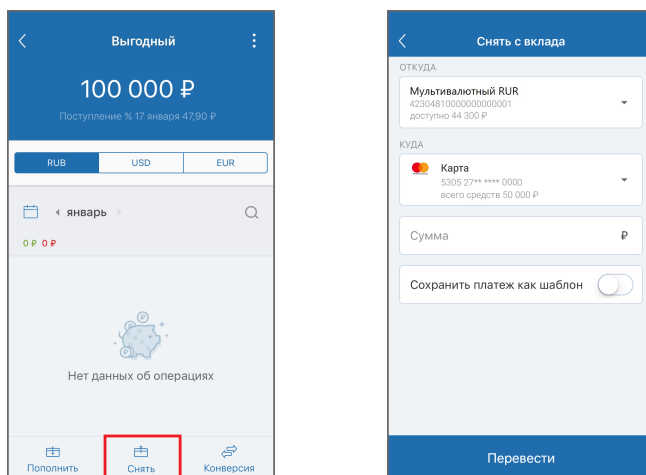 Выгодный
100 000 ₽
Поступление % 17 января 47,90 ₽
RUB USD EUR
январь
0 ₽ 0 ₽
Нет данных об операциях
Пополнить Снять Конверсия
Снять с вклада
ОТКУДА
Мультивалютный RUR
42304810000000000001
доступно 44 300 ₽
КУДА
Карта
5305 27** **** 0000
всего средств 50 000 ₽
Сумма ₽
Сохранить платеж как шаблон
Перевести